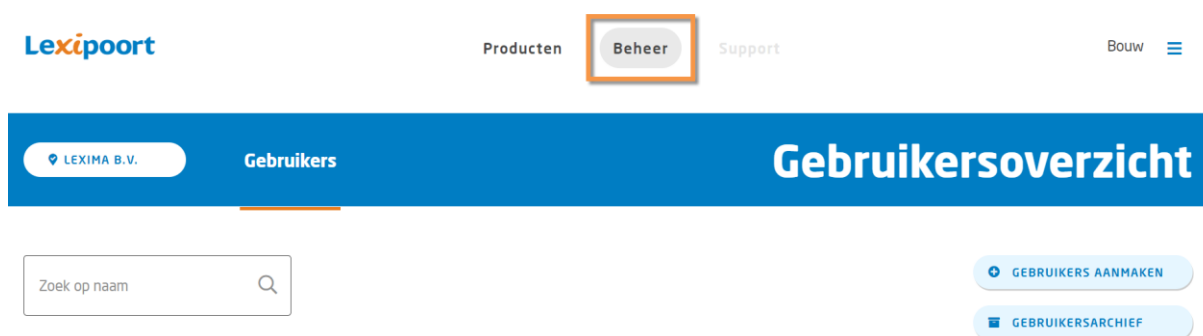 Lexipoort
Producten Beheer Support Bouw
LEXIMA B.V. Gebruikers Gebruikersoverzicht
Zoek op naam
GEBRUIKERS AANMAKEN
GEBRUIKERSARCHIEF